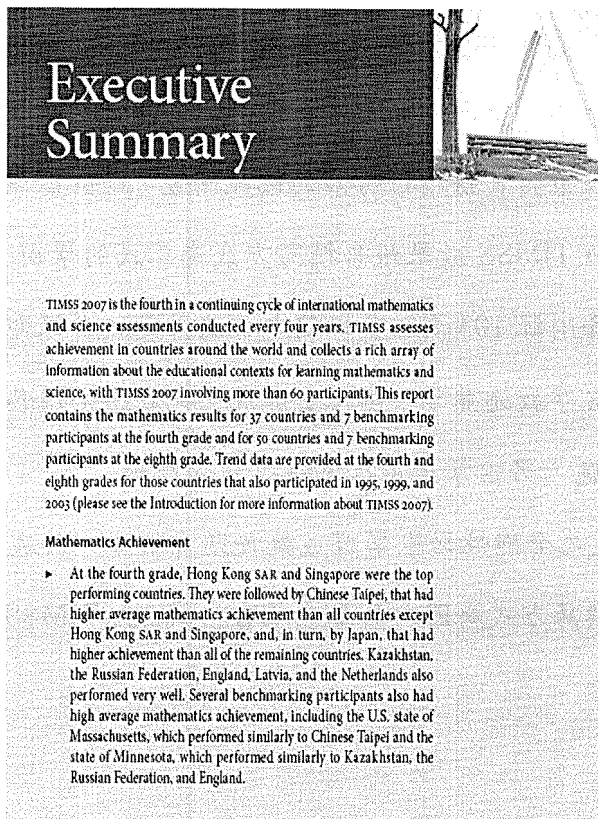 Executive
Summary
TIMSS 2007 is the fourth in a continuing cycle of international mathematics
and science assessments conducted every four years. TIMSS assesses
achievement in countries around the world and collects a rich array of
information about the educational contexts for learning mathematics and
science, with TIMSS 2007 involving more than 60 participants. This report
contains the mathematics results for 37 countries and 7 benchmarking
participants at the fourth grade and for 50 countries and 7 benchmarking
participants at the eighth grade. Trend data are provided at the fourth and
eighth grades for those countries that also participated in 1995, 1999, and
2003 (please see the Introduction for more information about TIMSS 2007).
Mathematics Achievement
► At the fourth grade, Hong Kong SAR and Singapore were the top
performing countries. They were followed by Chinese Taipei, that had
higher average mathematics achievement than all countries except
Hong Kong SAR and Singapore, and, in turn, by Japan, that had
higher achievement than all of the remaining countries. Kazakhstan,
the Russian Federation, England, Latvia, and the Netherlands also
performed very well. Several benchmarking participants also had
high average mathematics achievement, including the U.S. state of
Massachusetts, which performed similarly to Chinese Taipei and the
state of Minnesota, which performed similarly to Kazakhstan, the
Russian Federation, and England.